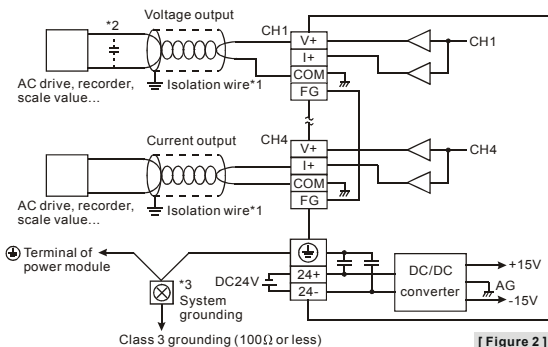 Voltage output
*2
CH1
V+
I+
COM
FG
CH1
AC drive, recorder,
scale value...
Isolation wire*1
Current output
CH4
V+
I+
COM
FG
CH4
AC drive, recorder,
scale value...
Isolation wire*1
Terminal of
power module
*3
System
grounding
DC24V
24+
24-
DC/DC
converter
+15V
AG
-15V
Class 3 grounding (100Ω or less)
[ Figure 2 ]